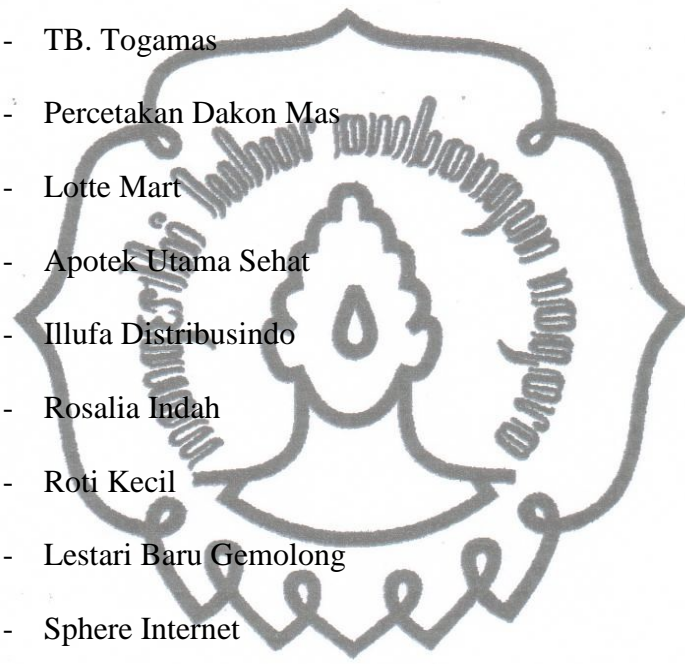 - TB. Togamas
- Percetakan Dakon Mas
- Lotte Mart
- Apotek Utama Sehat
- Illufa Distribusindo
- Rosalia Indah
- Roti Kecil
- Lestari Baru Gemolong
- Sphere Internet